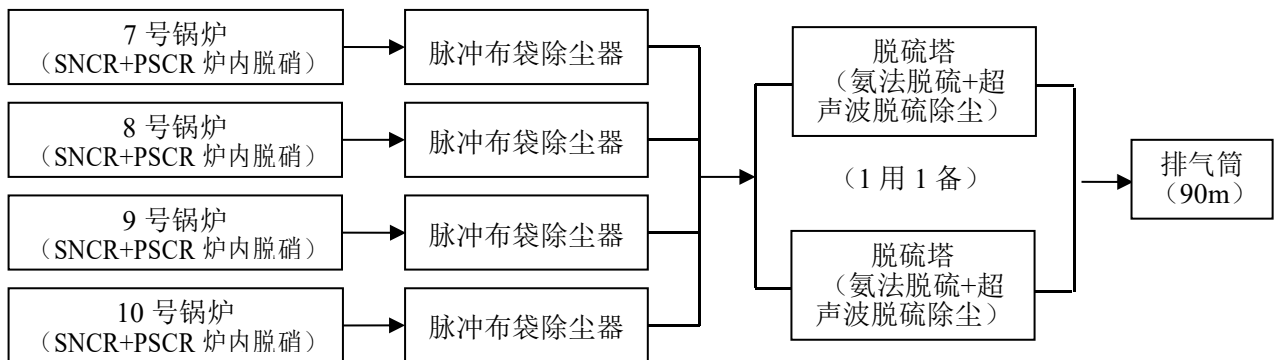 7 号锅炉
（SNCR+PSCR 炉内脱硝）
脉冲布袋除尘器
8 号锅炉
（SNCR+PSCR 炉内脱硝）
脉冲布袋除尘器
9 号锅炉
（SNCR+PSCR 炉内脱硝）
脉冲布袋除尘器
10 号锅炉
（SNCR+PSCR 炉内脱硝）
脉冲布袋除尘器
脱硫塔
（氨法脱硫+超
声波脱硫除尘）
（1 用 1 备）
脱硫塔
（氨法脱硫+超
声波脱硫除尘）
排气筒
（90m）